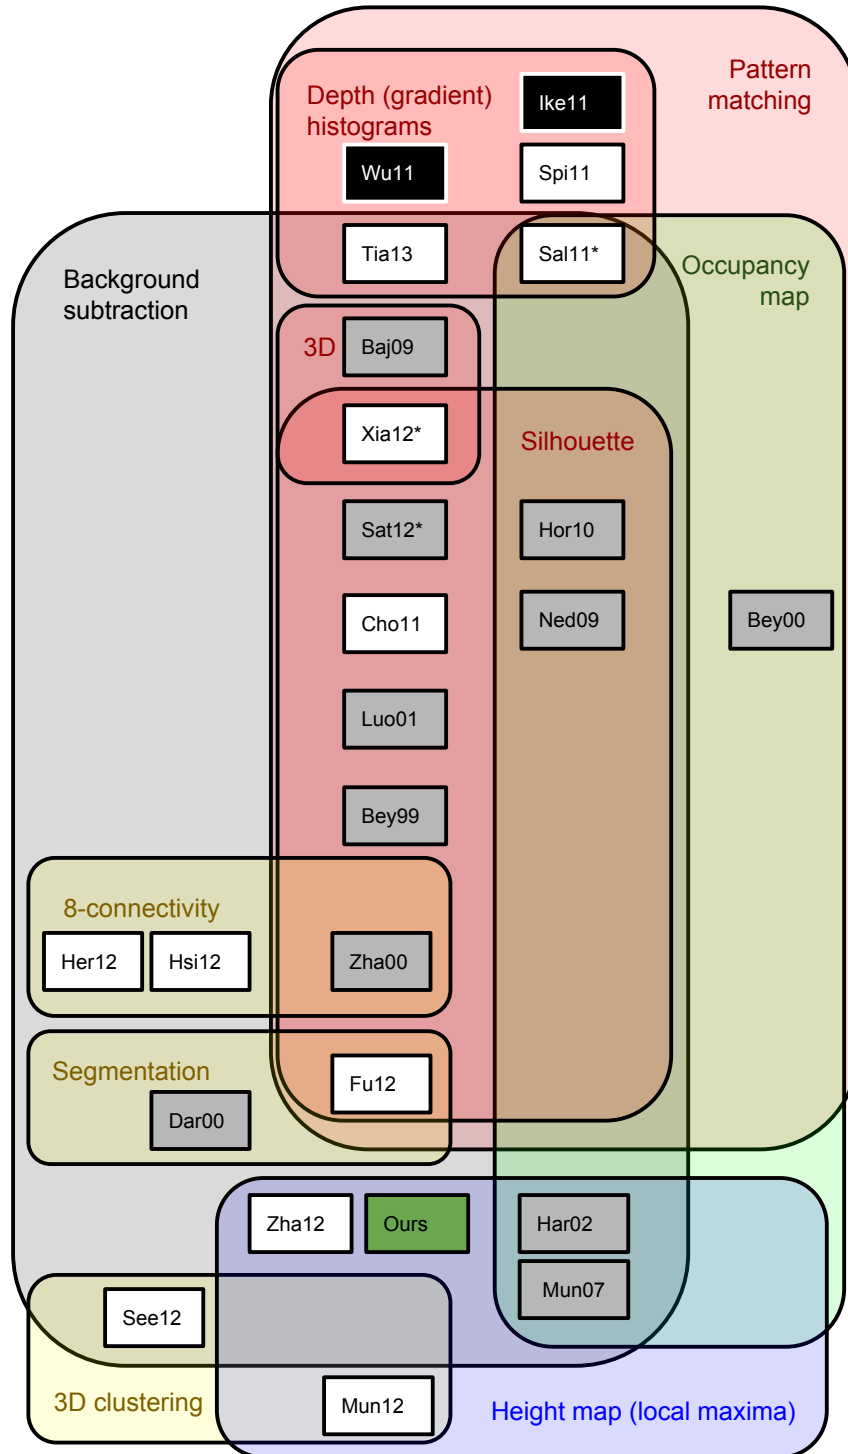 Pattern
matching
Depth (gradient)
histograms
Ike11
Wu11
Spi11
Tia13
Sal11*
Background
subtraction
Occupancy
map
3D
Baj09
Xia12*
Silhouette
Sat12*
Hor10
Cho11
Ned09
Bey00
Luo01
Bey99
8-connectivity
Her12
Hsi12
Zha00
Segmentation
Fu12
Dar00
Zha12
Ours
Har02
Mun07
See12
3D clustering
Mun12
Height map (local maxima)